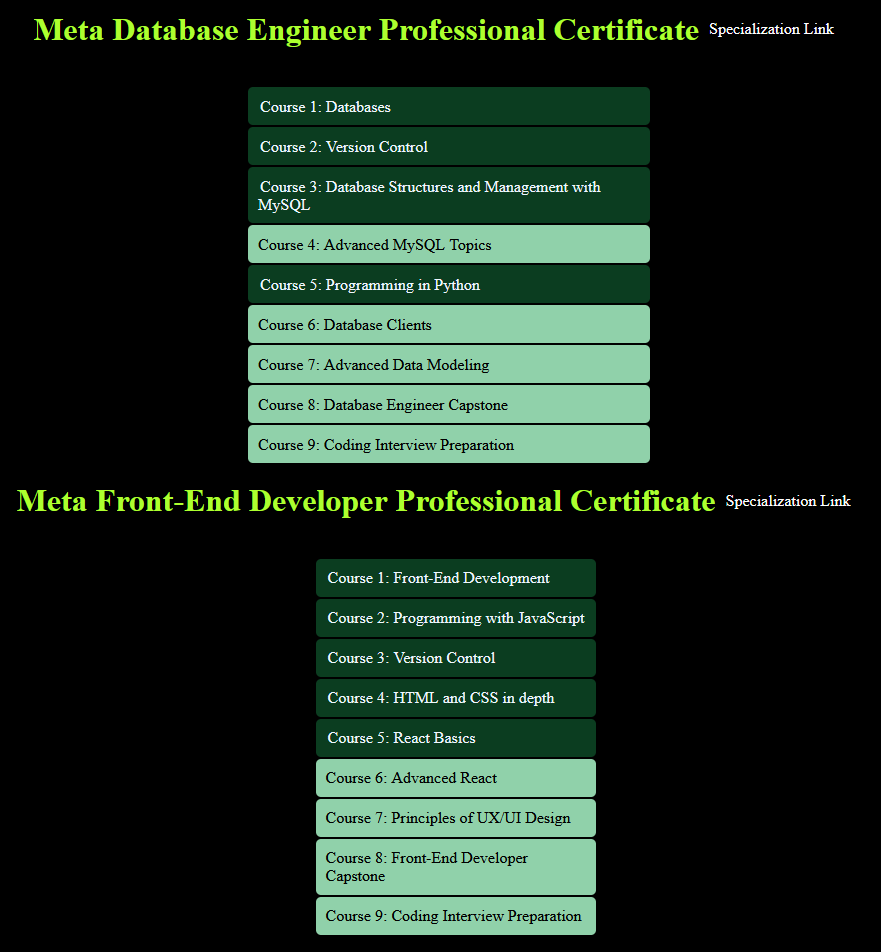 Meta Database Engineer Professional Certificate Specialization Link
Course 1: Databases
Course 2: Version Control
Course 3: Database Structures and Management with
MySQL
Course 4: Advanced MySQL Topics
Course 5: Programming in Python
Course 6: Database Clients
Course 7: Advanced Data Modeling
Course 8: Database Engineer Capstone
Course 9: Coding Interview Preparation
Meta Front-End Developer Professional Certificate Specialization Link
Course 1: Front-End Development
Course 2: Programming with JavaScript
Course 3: Version Control
Course 4: HTML and CSS in depth
Course 5: React Basics
Course 6: Advanced React
Course 7: Principles of UX/UI Design
Course 8: Front-End Developer
Capstone
Course 9: Coding Interview Preparation